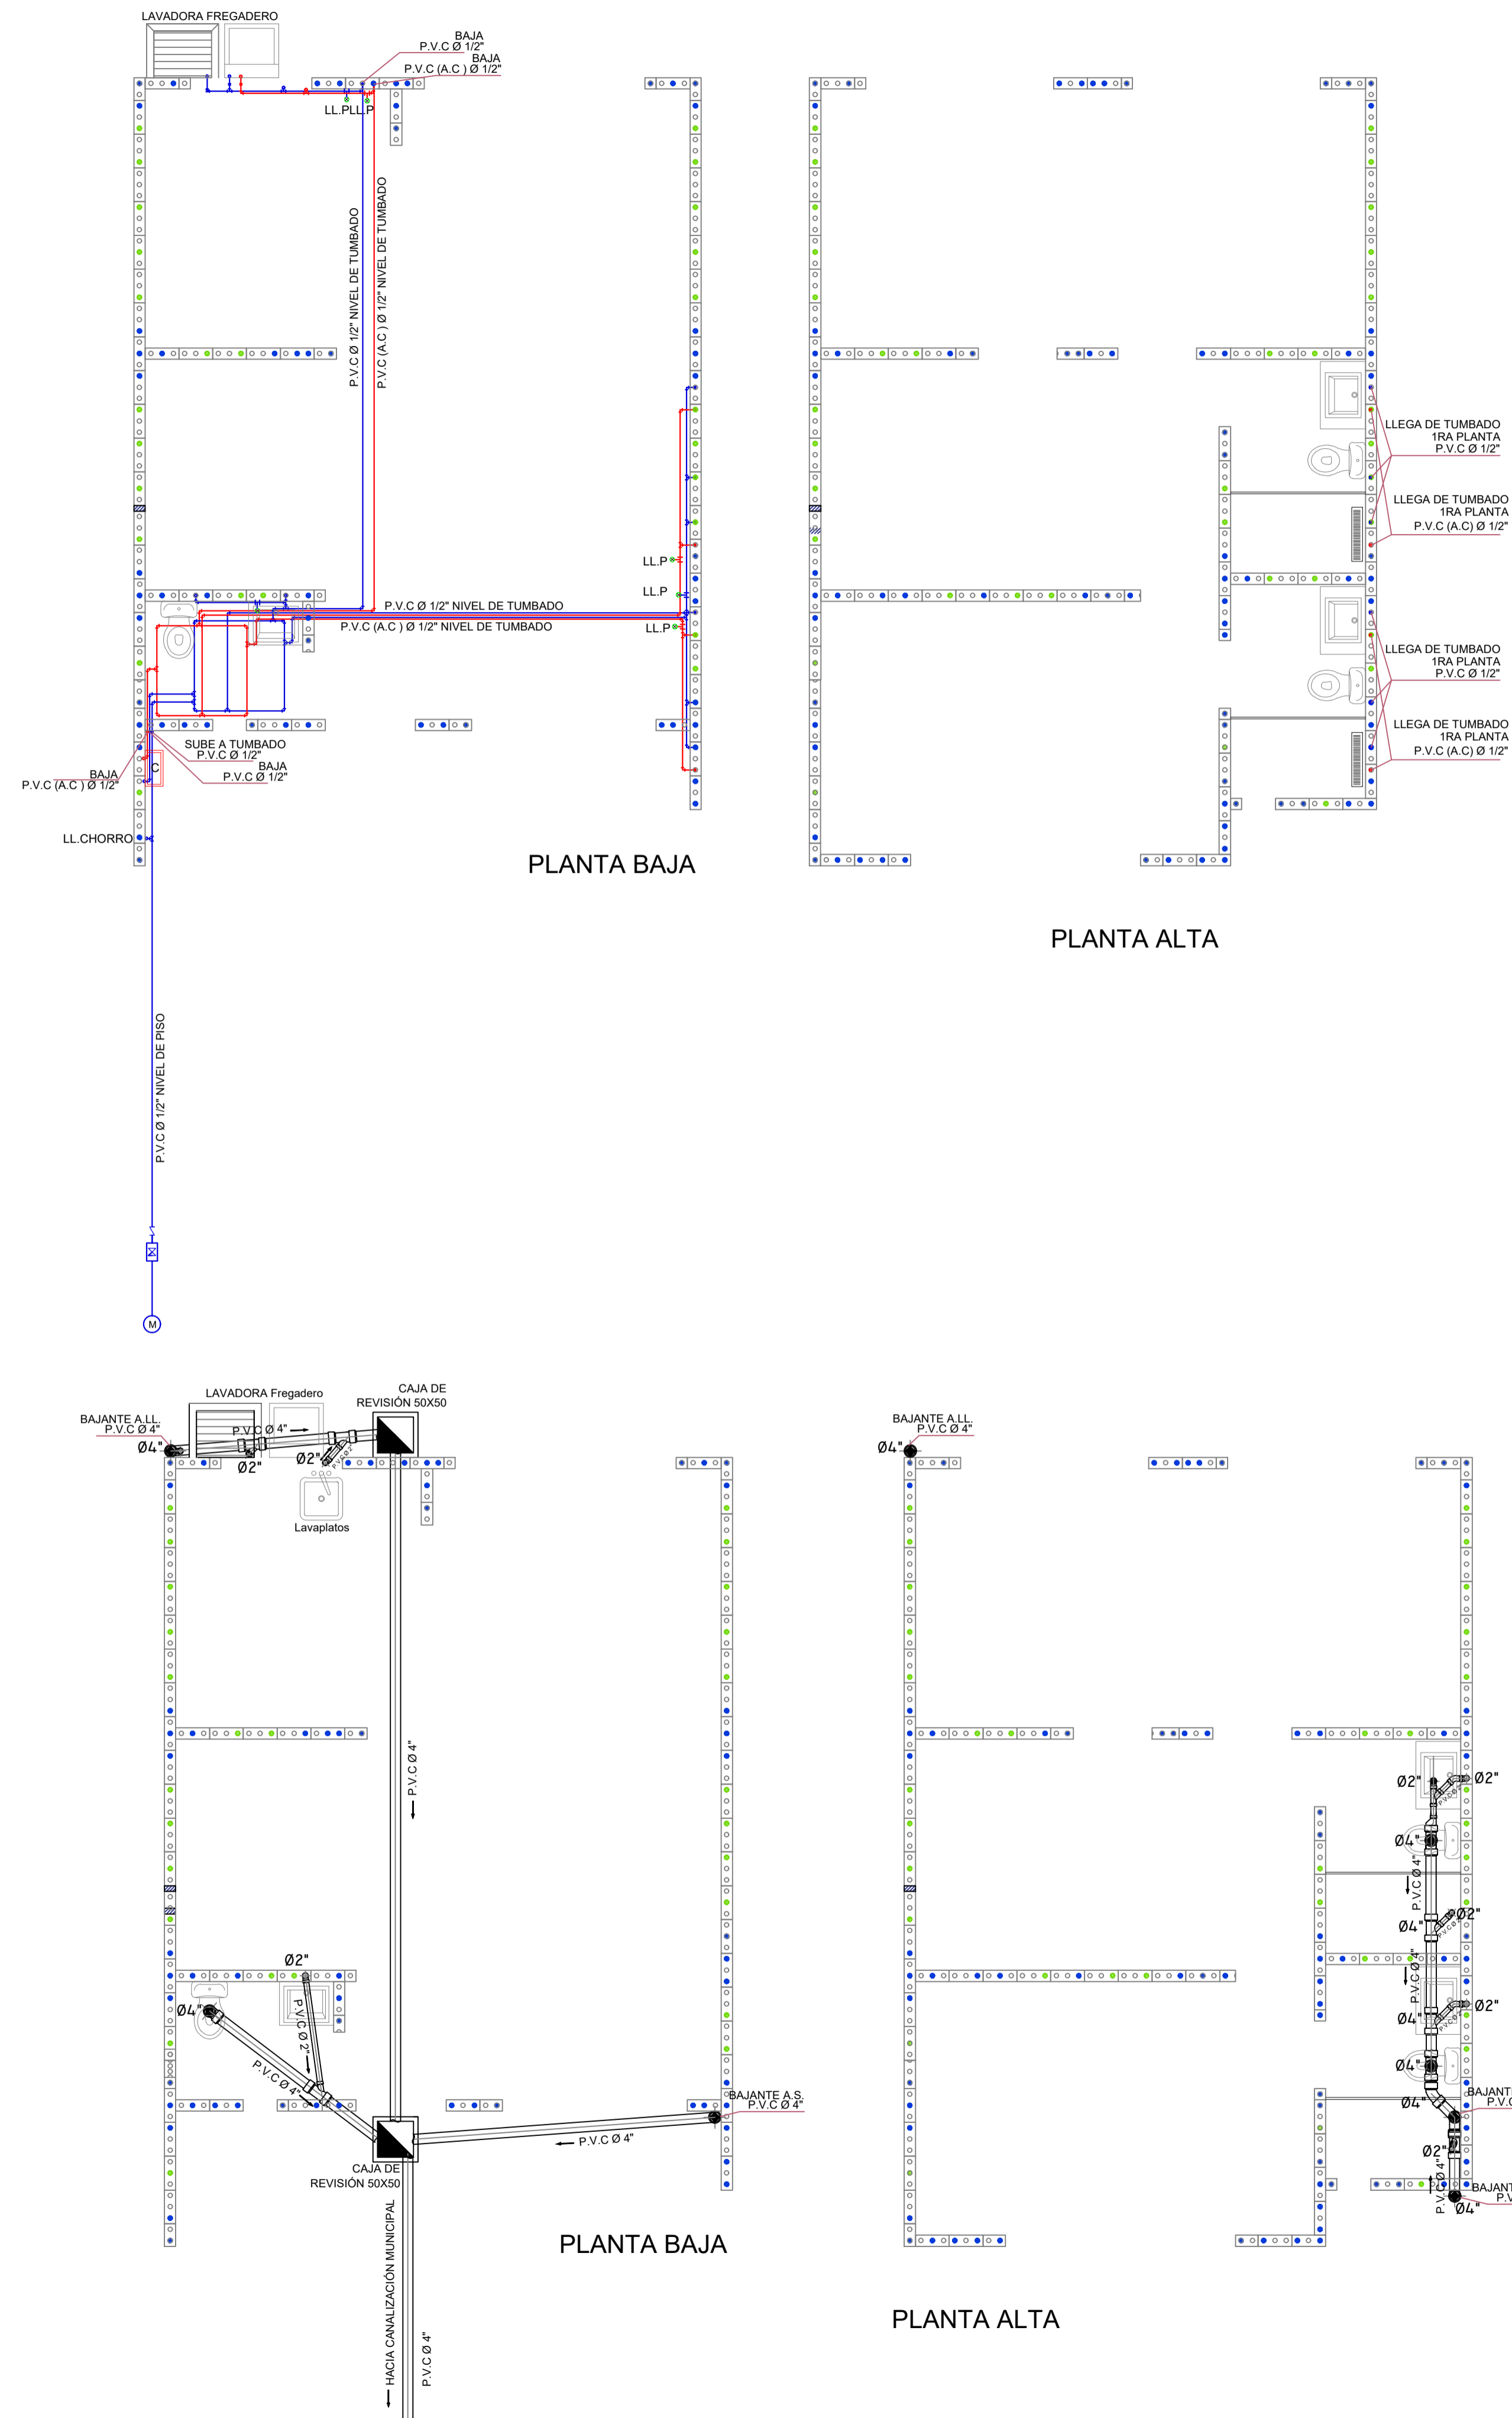 LAVADORA FREGADERO
BAJA
P.V.C Ø 1/2"
BAJA
P.V.C (A.C ) Ø 1/2"
LL.P
LL.P
P.V.C Ø 1/2" NIVEL DE TUMBADO
P.V.C (A.C ) Ø 1/2" NIVEL DE TUMBADO
LL.P
LL.P
P.V.C Ø 1/2" NIVEL DE TUMBADO
P.V.C (A.C ) Ø 1/2" NIVEL DE TUMBADO
LL.P
SUBE A TUMBADO
P.V.C Ø 1/2"
BAJA
P.V.C Ø 1/2"
BAJA
P.V.C (A.C ) Ø 1/2"
C
LL.CHORRO
PLANTA BAJA
P.V.C Ø 1/2" NIVEL DE PISO
M
LLEGA DE TUMBADO
1RA PLANTA
P.V.C Ø 1/2"
LLEGA DE TUMBADO
1RA PLANTA
P.V.C (A.C) Ø 1/2"
LLEGA DE TUMBADO
1RA PLANTA
P.V.C Ø 1/2"
LLEGA DE TUMBADO
1RA PLANTA
P.V.C (A.C) Ø 1/2"
PLANTA ALTA
LAVADORA Fregadero
CAJA DE
REVISIÓN 50X50
BAJANTE A.LL.
P.V.C Ø 4"
Ø4"
P.V.C Ø 4"
Ø2"
Ø2"
P.V.C Ø 2"
Lavaplatos
P.V.C Ø 4"
Ø2"
Ø4"
P.V.C Ø 2"
P.V.C Ø 4"
BAJANTE A.S.
P.V.C Ø 4"
P.V.C Ø 4"
CAJA DE
REVISIÓN 50X50
HACIA CANALIZACIÓN MUNICIPAL
P.V.C Ø 4"
PLANTA BAJA
BAJANTE A.LL.
P.V.C Ø 4"
Ø4"
Ø2"
Ø2"
Ø4"
P.V.C Ø 4"
Ø2"
Ø4"
P.V.C Ø 4"
Ø2"
Ø4"
Ø4"
Ø4"
Ø2"
P.V.C Ø 4"
Ø4"
PLANTA ALTA